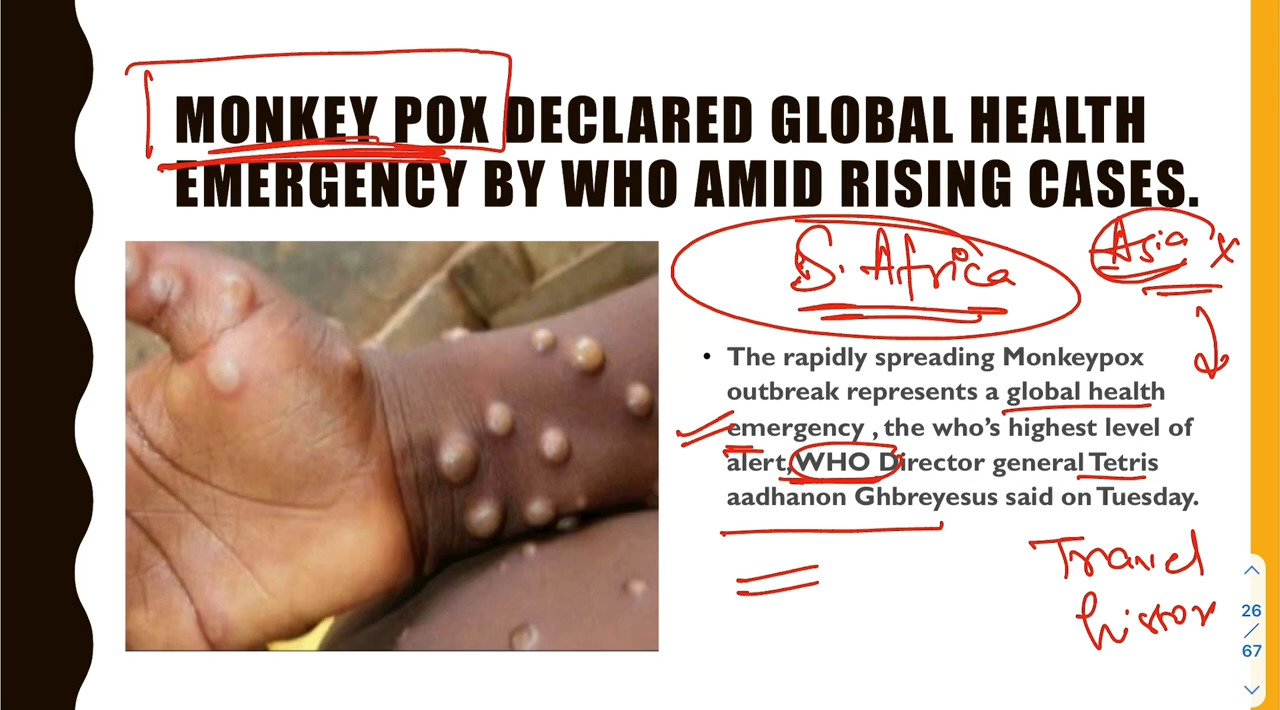 MONKEY POX DECLARED GLOBAL HEALTH
EMERGENCY BY WHO AMID RISING CASES.
S. Africa
Asia x
• The rapidly spreading Monkeypox
outbreak represents a global health
emergency , the who's highest level of
alert, WHO Director general Tetris
aadhanon Ghbreyesus said on Tuesday.
Travel
26
/
67